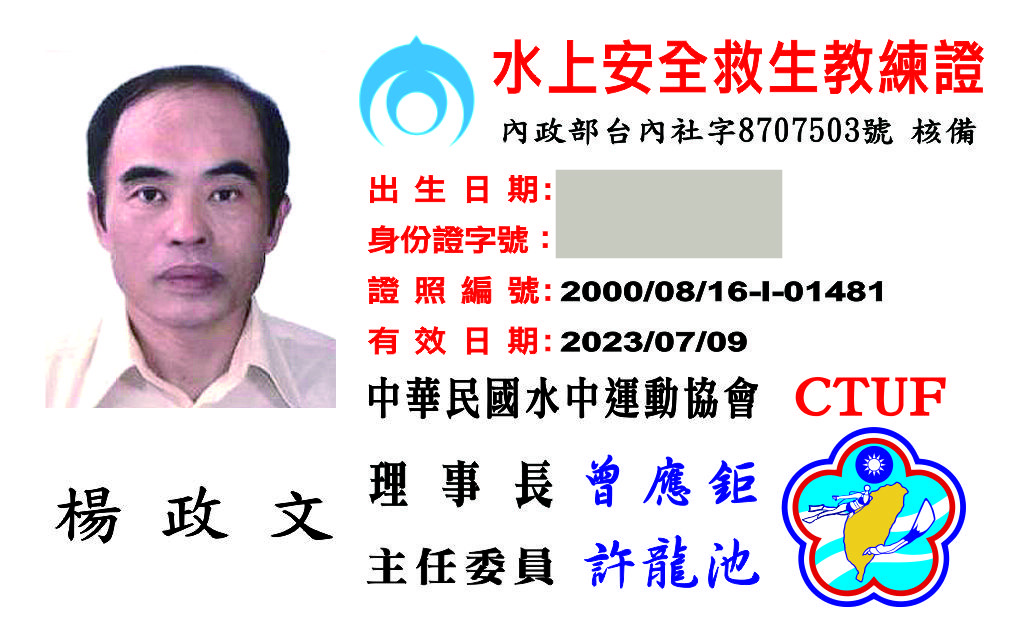 水上安全救生教練證
內政部台內社字8707503號 核備
出生日期:
身份證字號:
證照編號:2000/08/16-I-01481
有效日期:2023/07/09
中華民國水中運動協會 CTUF
理事長 曾應鉅
楊政文
主任委員 許龍池